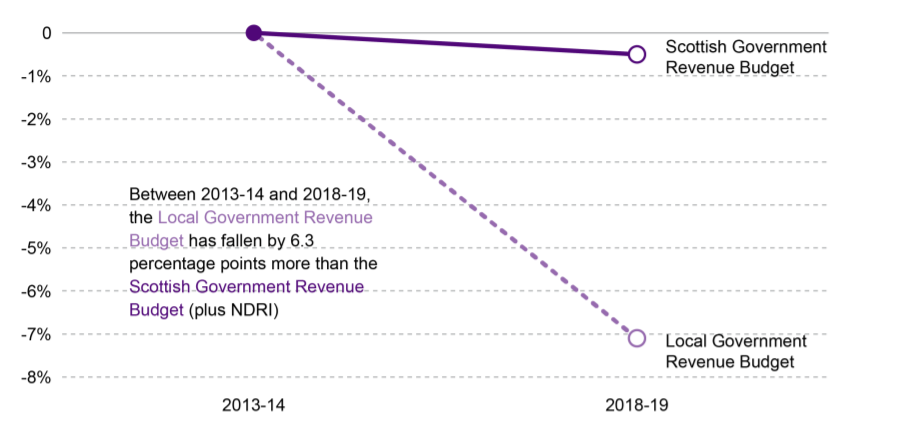 0
-1%
-2%
-3%
-4%
-5%
-6%
-7%
-8%
Scottish Government
Revenue Budget
Between 2013-14 and 2018-19,
the Local Government Revenue
Budget has fallen by 6.3
percentage points more than the
Scottish Government Revenue
Budget (plus NDRI)
Local Government
Revenue Budget
2013-14
2018-19